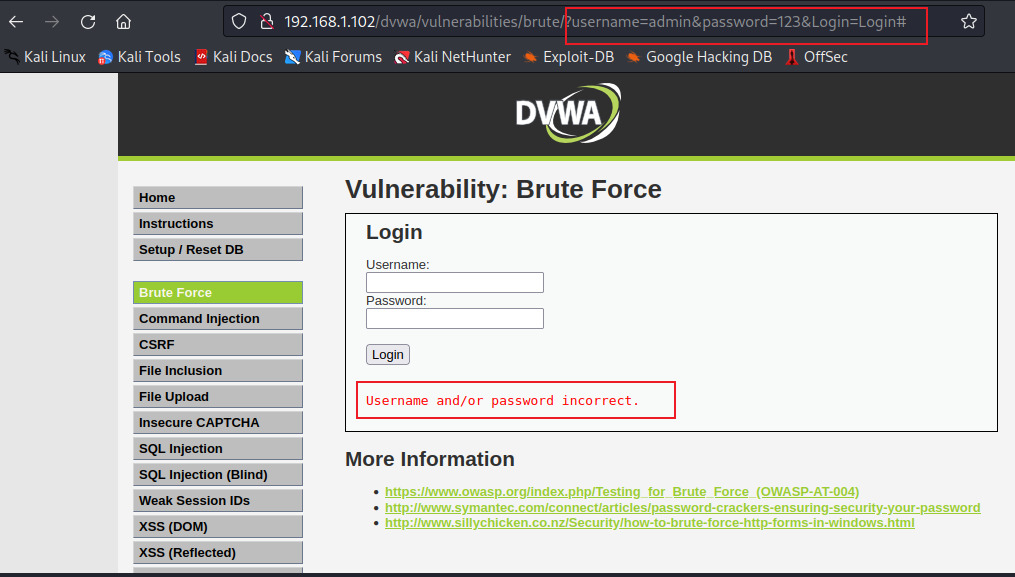 192.168.1.102/dvwa/vulnerabilities/brute/?username=admin&password=123&Login=Login#
Kali Linux Kali Tools Kali Docs Kali Forums Kali NetHunter Exploit-DB Google Hacking DB OffSec
DVWA
Home
Instructions
Setup / Reset DB
Brute Force
Command Injection
CSRF
File Inclusion
File Upload
Insecure CAPTCHA
SQL Injection
SQL Injection (Blind)
Weak Session IDs
XSS (DOM)
XSS (Reflected)
Vulnerability: Brute Force
Login
Username:
Password:
Login
Username and/or password incorrect.
More Information
https://www.owasp.org/index.php/Testing_for_Brute_Force_(OWASP-AT-004)
http://www.symantec.com/connect/articles/password-crackers-ensuring-security-your-password
http://www.sillychicken.co.nz/Security/how-to-brute-force-http-forms-in-windows.html